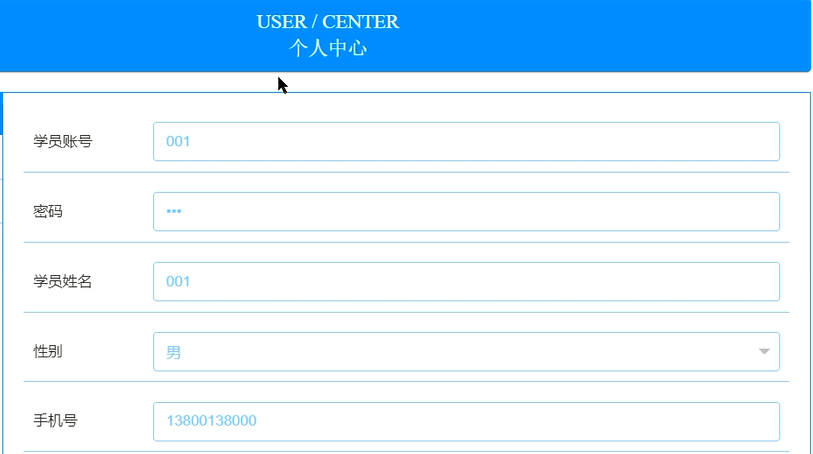 USER / CENTER
个人中心
学员账号 001
密码 •••
学员姓名 001
性别 男
手机号 13800138000